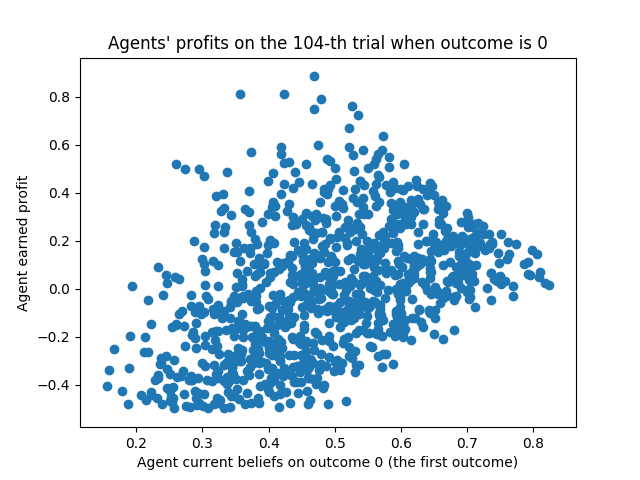 Agents' profits on the 104-th trial when outcome is 0
0.8
0.6
0.4
0.2
0.0
−0.2
−0.4
Agent earned profit
0.2 0.3 0.4 0.5 0.6 0.7 0.8
Agent current beliefs on outcome 0 (the first outcome)